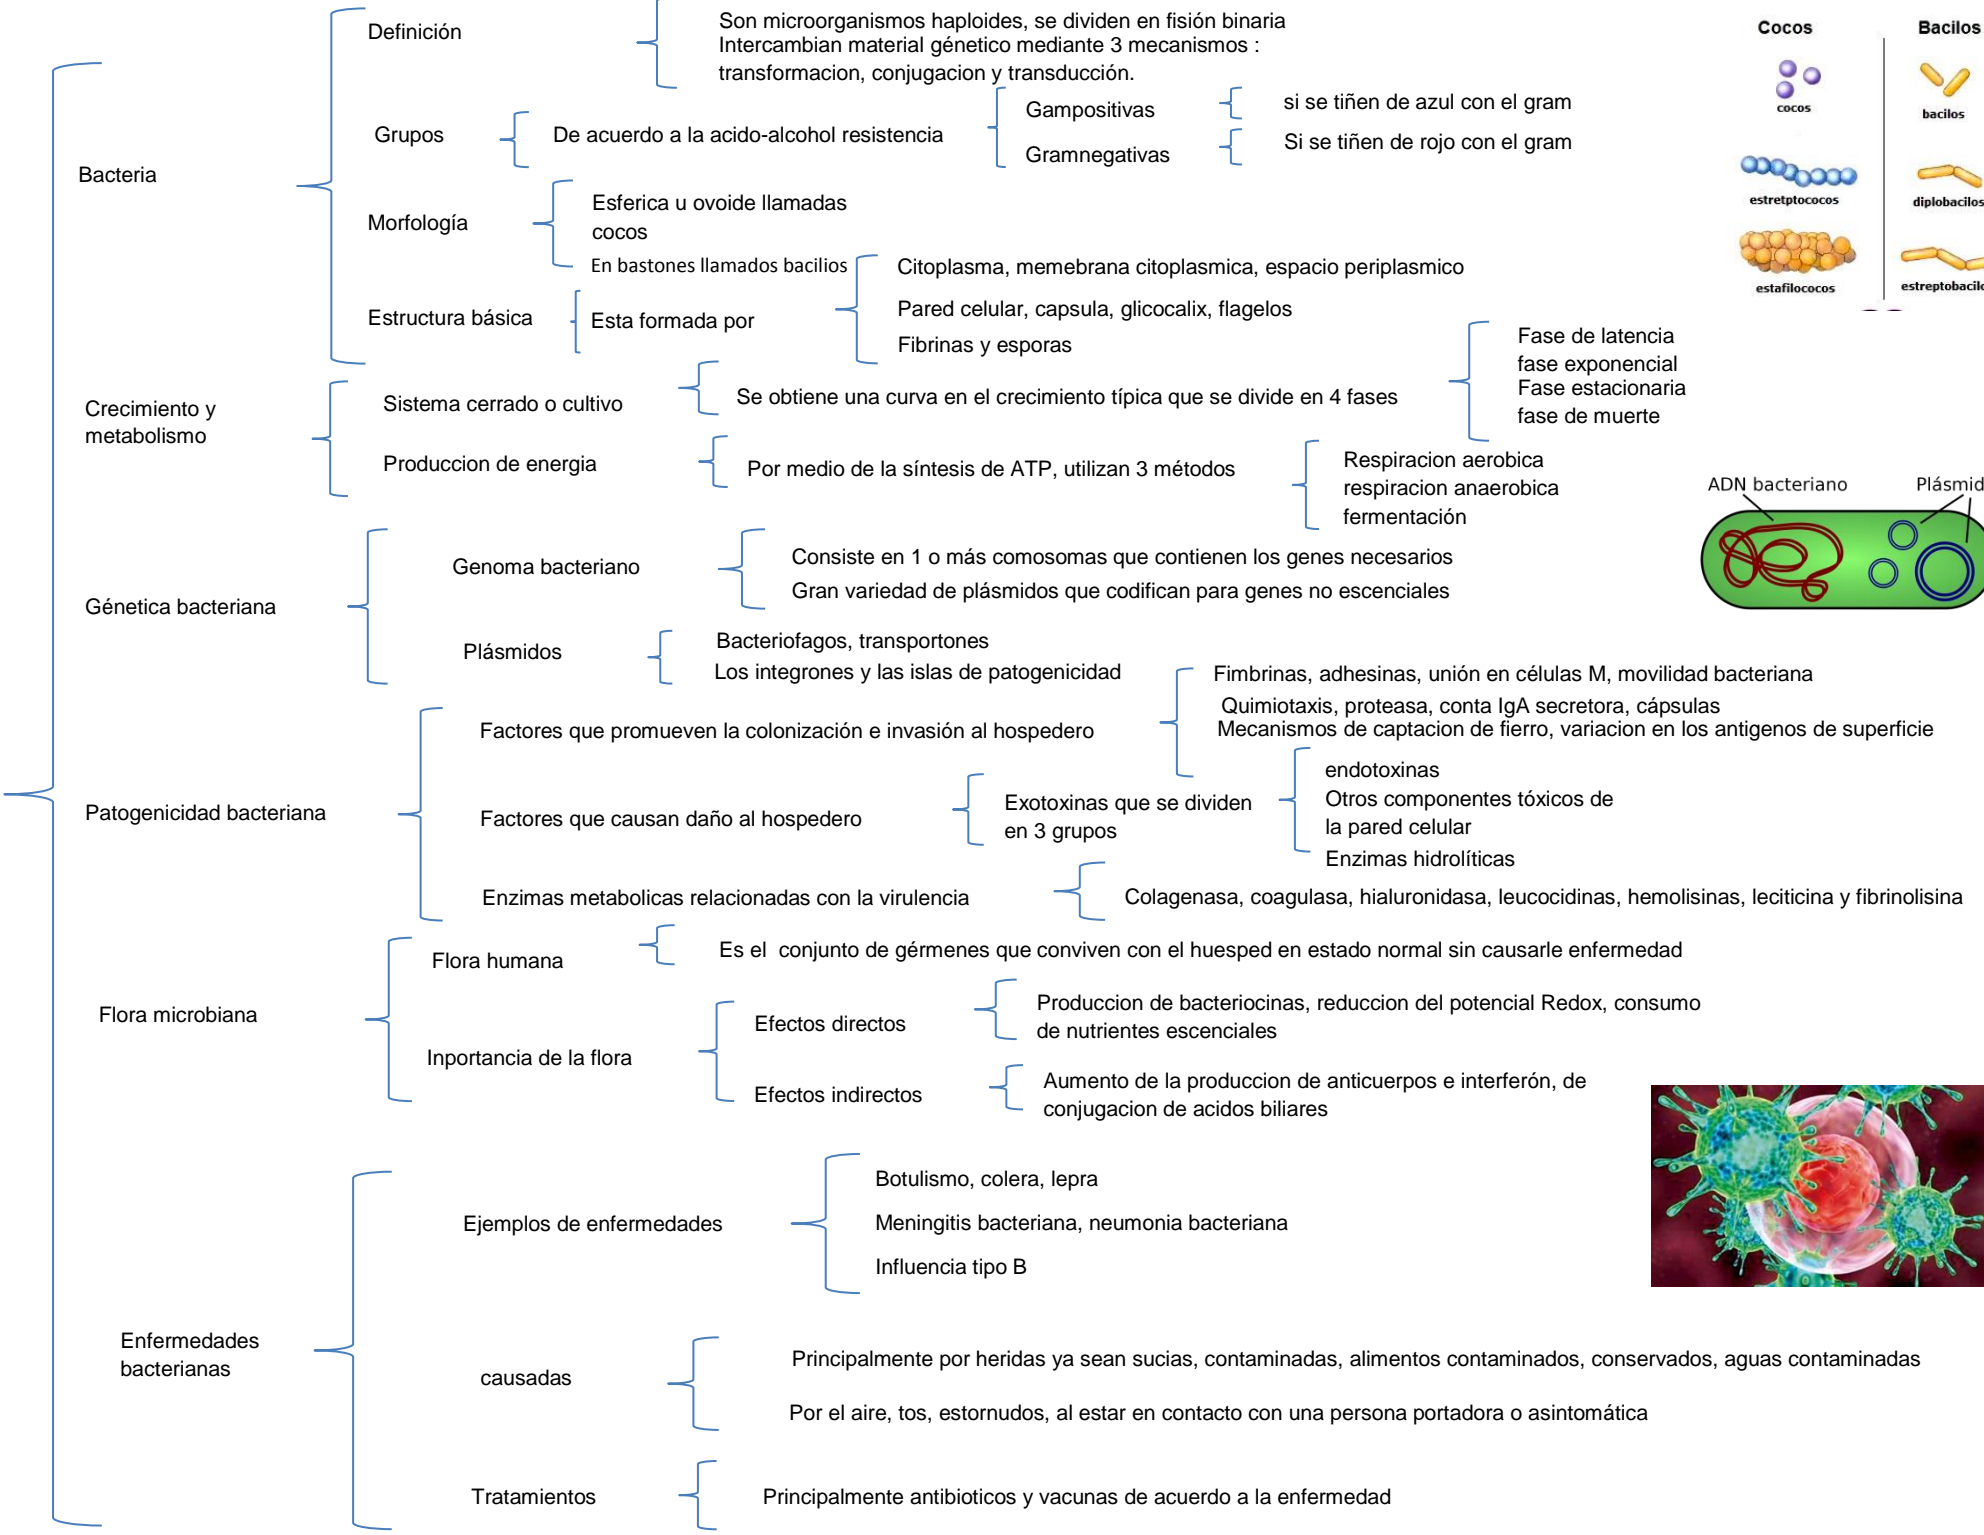 Definición
Son microorganismos haploides, se dividen en fisión binaria
Intercambian material génetico mediante 3 mecanismos :
transformacion, conjugacion y transducción.
Bacteria
Grupos
De acuerdo a la acido-alcohol resistencia
Gampositivas
si se tiñen de azul con el gram
Gramnegativas
Si se tiñen de rojo con el gram
Morfología
Esferica u ovoide llamadas
cocos
En bastones llamados bacilios
Estructura básica
Esta formada por
Citoplasma, memebrana citoplasmica, espacio periplasmico
Pared celular, capsula, glicocalix, flagelos
Fibrinas y esporas
Cocos
Bacilos
cocos
bacilos
estretptococos
diplobacilos
estafilococos
estreptobacilo
Crecimiento y
metabolismo
Sistema cerrado o cultivo
Se obtiene una curva en el crecimiento típica que se divide en 4 fases
Fase de latencia
fase exponencial
Fase estacionaria
fase de muerte
Produccion de energia
Por medio de la síntesis de ATP, utilizan 3 métodos
Respiracion aerobica
respiracion anaerobica
fermentación
ADN bacteriano
Plásmid
Génetica bacteriana
Genoma bacteriano
Consiste en 1 o más comosomas que contienen los genes necesarios
Gran variedad de plásmidos que codifican para genes no escenciales
Plásmidos
Bacteriofagos, transportones
Los integrones y las islas de patogenicidad
Patogenicidad bacteriana
Factores que promueven la colonización e invasión al hospedero
Fimbrinas, adhesinas, unión en células M, movilidad bacteriana
Quimiotaxis, proteasa, conta IgA secretora, cápsulas
Mecanismos de captacion de fierro, variacion en los antigenos de superficie
Factores que causan daño al hospedero
Exotoxinas que se dividen
en 3 grupos
endotoxinas
Otros componentes tóxicos de
la pared celular
Enzimas hidrolíticas
Enzimas metabolicas relacionadas con la virulencia
Colagenasa, coagulasa, hialuronidasa, leucocidinas, hemolisinas, leciticina y fibrinolisina
Flora microbiana
Flora humana
Es el conjunto de gérmenes que conviven con el huesped en estado normal sin causarle enfermedad
Inportancia de la flora
Efectos directos
Produccion de bacteriocinas, reduccion del potencial Redox, consumo
de nutrientes escenciales
Efectos indirectos
Aumento de la produccion de anticuerpos e interferón, de
conjugacion de acidos biliares
Enfermedades
bacterianas
Ejemplos de enfermedades
Botulismo, colera, lepra
Meningitis bacteriana, neumonia bacteriana
Influencia tipo B
causadas
Principalmente por heridas ya sean sucias, contaminadas, alimentos contaminados, conservados, aguas contaminadas
Por el aire, tos, estornudos, al estar en contacto con una persona portadora o asintomática
Tratamientos
Principalmente antibioticos y vacunas de acuerdo a la enfermedad